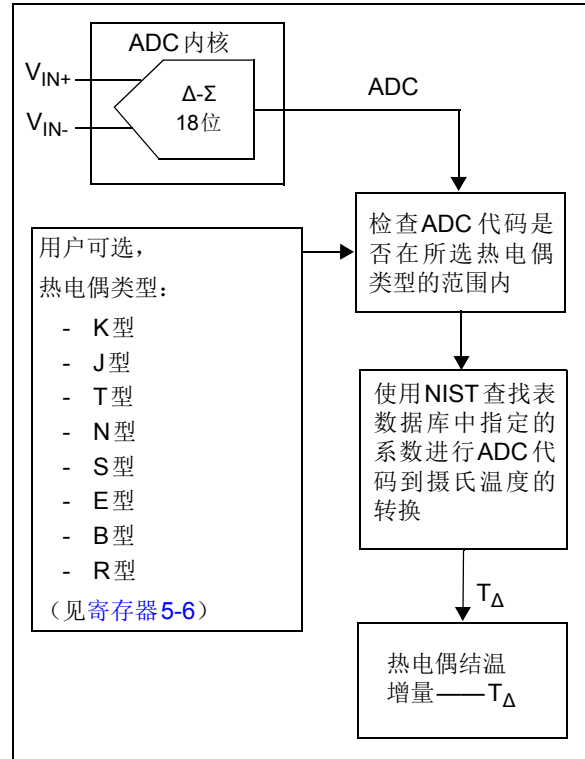 ADC内核
VIN+
VIN-
Δ-Σ
18位
ADC
检查ADC代码是
否在所选热电偶
类型的范围内
用户可选，
热电偶类型：
- K型
- J型
- T型
- N型
- S型
- E型
- B型
- R型
（见寄存器5-6）
使用NIST查找表
数据库中指定的
系数进行ADC代
码到摄氏温度的
转换
TΔ
热电偶结温
增量——TΔ